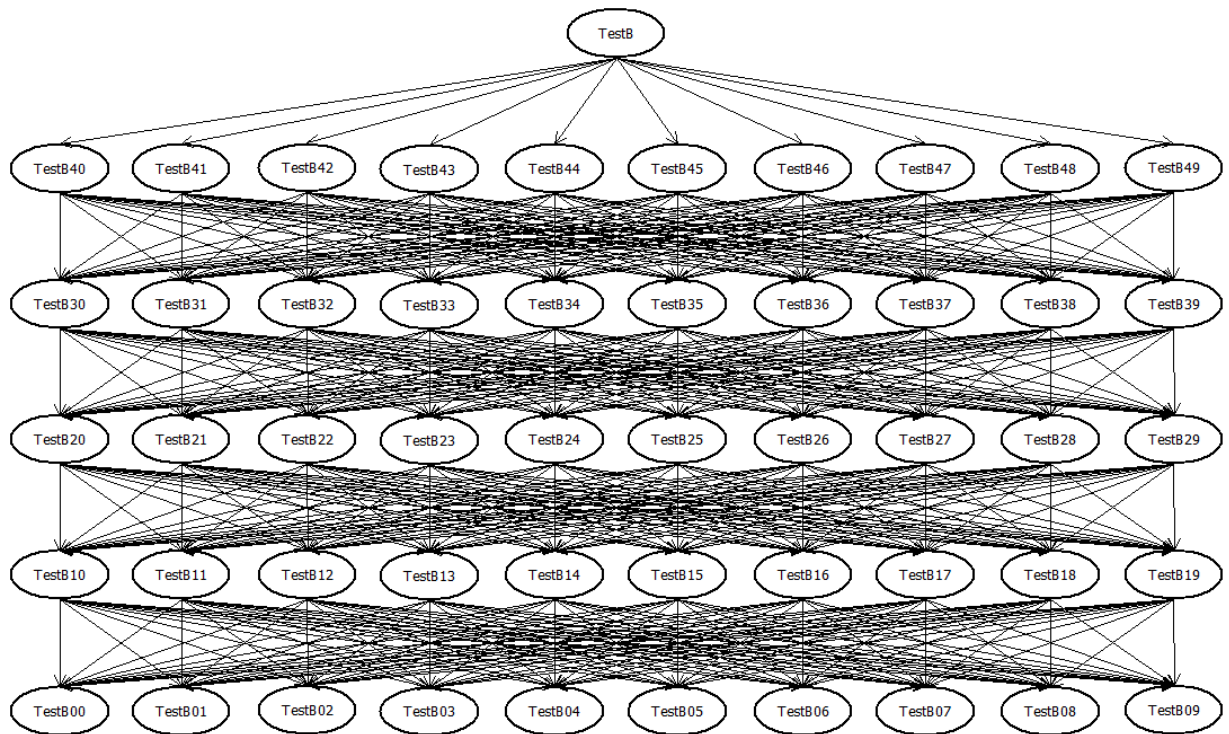 TestB
TestB40 TestB41 TestB42 TestB43 TestB44 TestB45 TestB46 TestB47 TestB48 TestB49
TestB30 TestB31 TestB32 TestB33 TestB34 TestB35 TestB36 TestB37 TestB38 TestB39
TestB20 TestB21 TestB22 TestB23 TestB24 TestB25 TestB26 TestB27 TestB28 TestB29
TestB10 TestB11 TestB12 TestB13 TestB14 TestB15 TestB16 TestB17 TestB18 TestB19
TestB00 TestB01 TestB02 TestB03 TestB04 TestB05 TestB06 TestB07 TestB08 TestB09